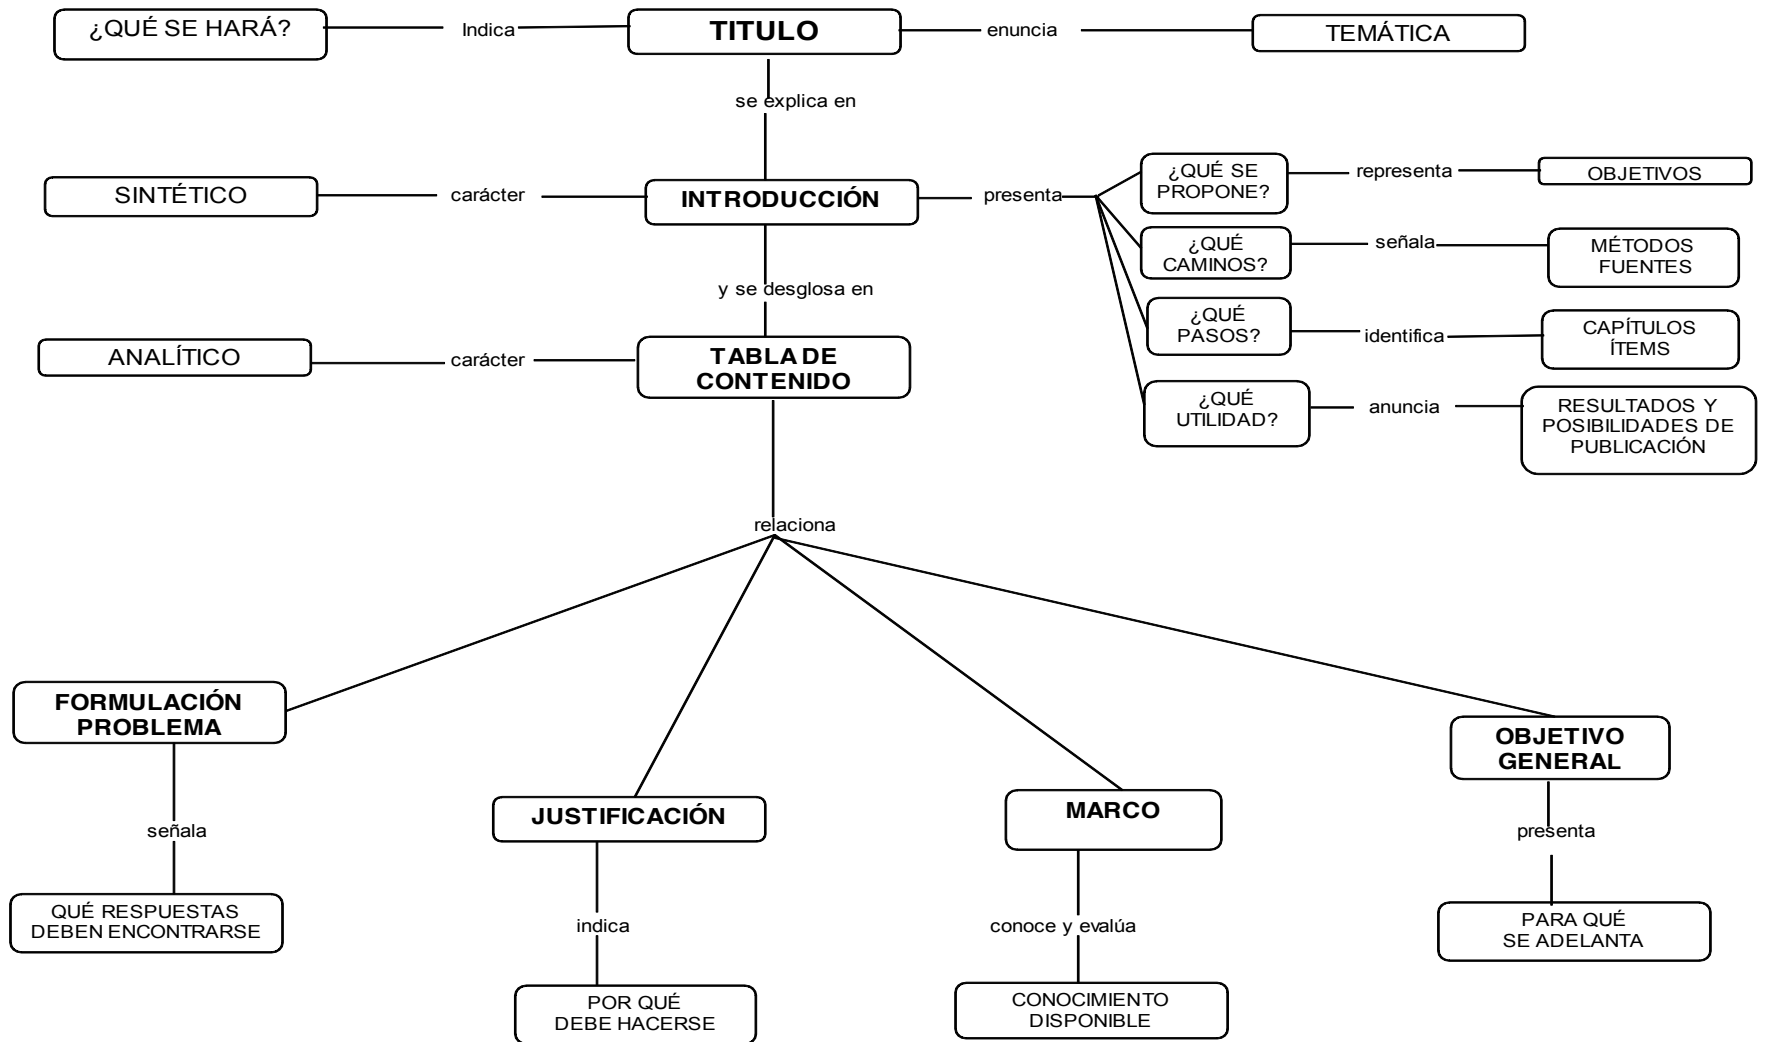 ¿QUÉ SE HARÁ?
Indica
TITULO
enuncia
TEMÁTICA
se explica en
SINTÉTICO
carácter
INTRODUCCIÓN
presenta
¿QUÉ SE
PROPONE?
representa
OBJETIVOS
¿QUÉ
CAMINOS?
señala
MÉTODOS
FUENTES
y se desglosa en
¿QUÉ
PASOS?
identifica
CAPÍTULOS
ÍTEMS
ANALÍTICO
carácter
TABLA DE
CONTENIDO
¿QUÉ
UTILIDAD?
anuncia
RESULTADOS Y
POSIBILIDADES DE
PUBLICACIÓN
relaciona
FORMULACIÓN
PROBLEMA
señala
QUÉ RESPUESTAS
DEBEN ENCONTRARSE
JUSTIFICACIÓN
indica
POR QUÉ
DEBE HACERSE
MARCO
conoce y evalúa
CONOCIMIENTO
DISPONIBLE
OBJETIVO
GENERAL
presenta
PARA QUÉ
SE ADELANTA